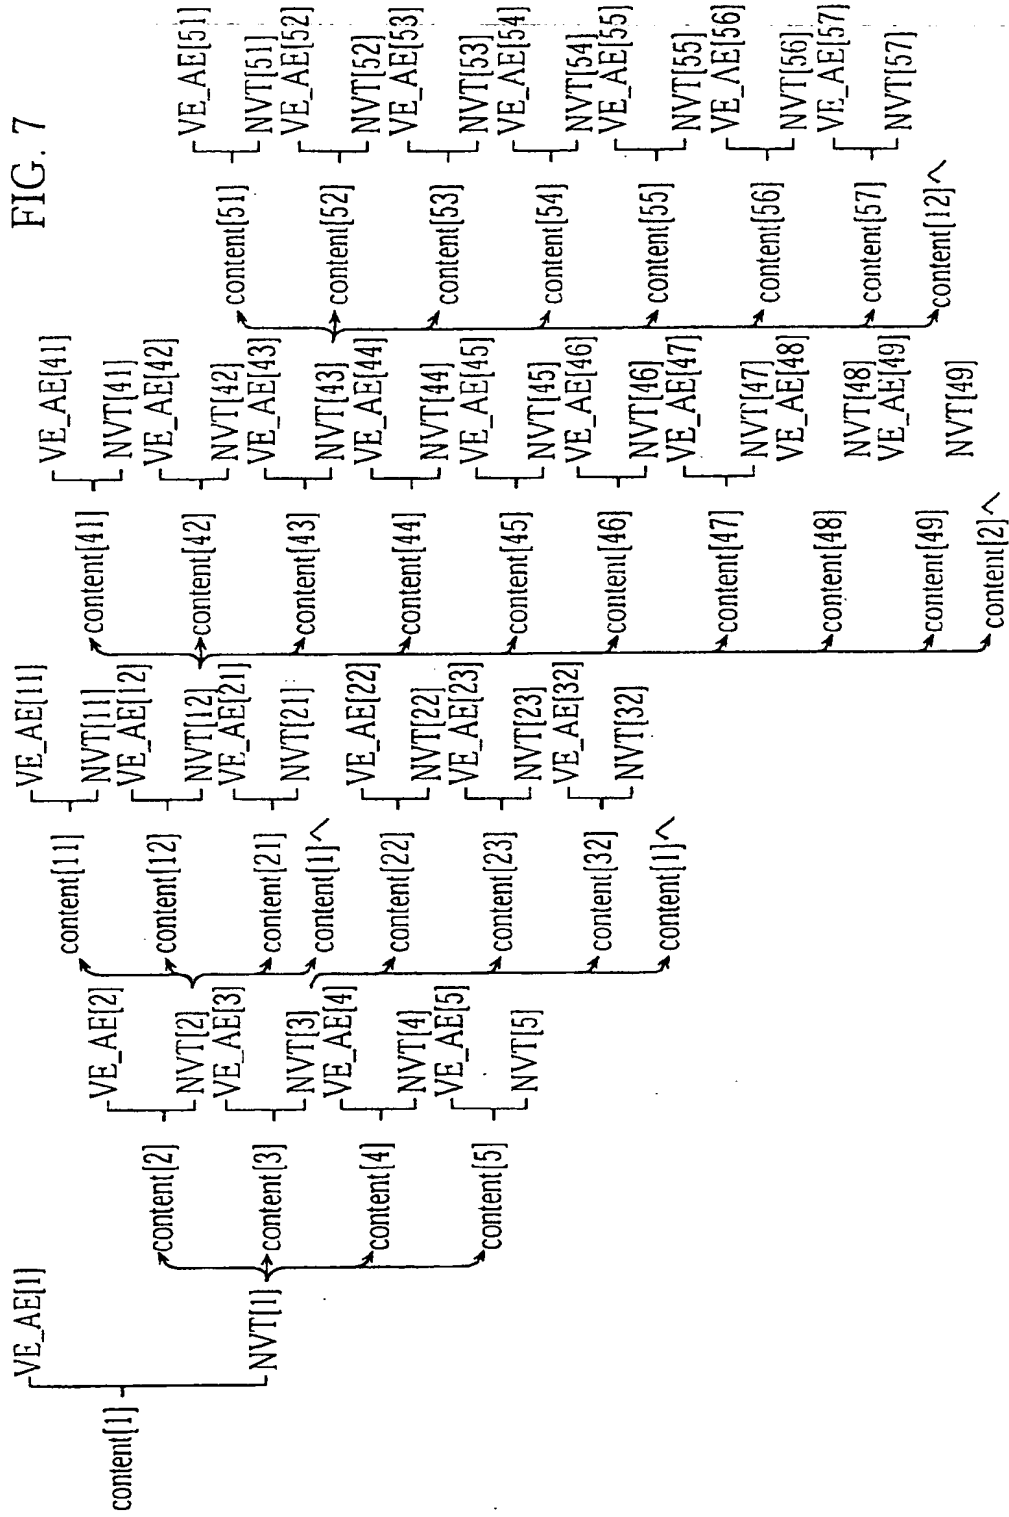 FIG. 7
content[1]
VE_AE[1]
NVT[1]
content[2]
content[3]
content[4]
content[5]
VE_AE[2]
NVT[2]
VE_AE[3]
NVT[3]
VE_AE[4]
NVT[4]
VE_AE[5]
NVT[5]
content[11]
content[12]
content[21]
content[1]へ
content[22]
content[23]
content[32]
content[1]へ
VE_AE[11]
NVT[11]
VE_AE[12]
NVT[12]
VE_AE[21]
NVT[21]
VE_AE[22]
NVT[22]
VE_AE[23]
NVT[23]
VE_AE[32]
NVT[32]
content[41]
content[42]
content[43]
content[44]
content[45]
content[46]
content[47]
content[48]
content[49]
content[2]へ
VE_AE[41]
NVT[41]
VE_AE[42]
NVT[42]
VE_AE[43]
NVT[43]
VE_AE[44]
NVT[44]
VE_AE[45]
NVT[45]
VE_AE[46]
NVT[46]
VE_AE[47]
NVT[47]
VE_AE[48]
NVT[48]
VE_AE[49]
NVT[49]
content[51]
content[52]
content[53]
content[54]
content[55]
content[56]
content[57]
content[12]へ
VE_AE[51]
NVT[51]
VE_AE[52]
NVT[52]
VE_AE[53]
NVT[53]
VE_AE[54]
NVT[54]
VE_AE[55]
NVT[55]
VE_AE[56]
NVT[56]
VE_AE[57]
NVT[57]